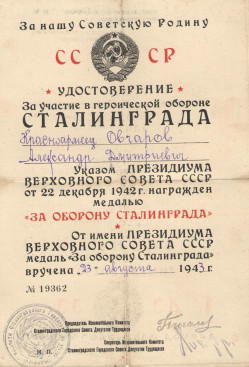 За нашу Советскую Родину
СССР
УДОСТОВЕРЕНИЕ
За участие в героической обороне
СТАЛИНГРАДА
Красноармеец Овчаров
Александр Дмитриевич
Указом ПРЕЗИДИУМА
ВЕРХОВНОГО СОВЕТА СССР
от 22 декабря 1942 г. награжден
медалью
«ЗА ОБОРОНУ СТАЛИНГРАДА»
От имени ПРЕЗИДИУМА
ВЕРХОВНОГО СОВЕТА СССР
медаль «За оборону Сталинграда»
вручена „23“ августа 1943 г.
№ 19362
Председатель Исполнительного Комитета
Сталинградского Городского Совета Депутатов Трудящихся
Секретарь Исполнительного Комитета
М. П. Сталинградского Городского Совета Депутатов Трудящихся